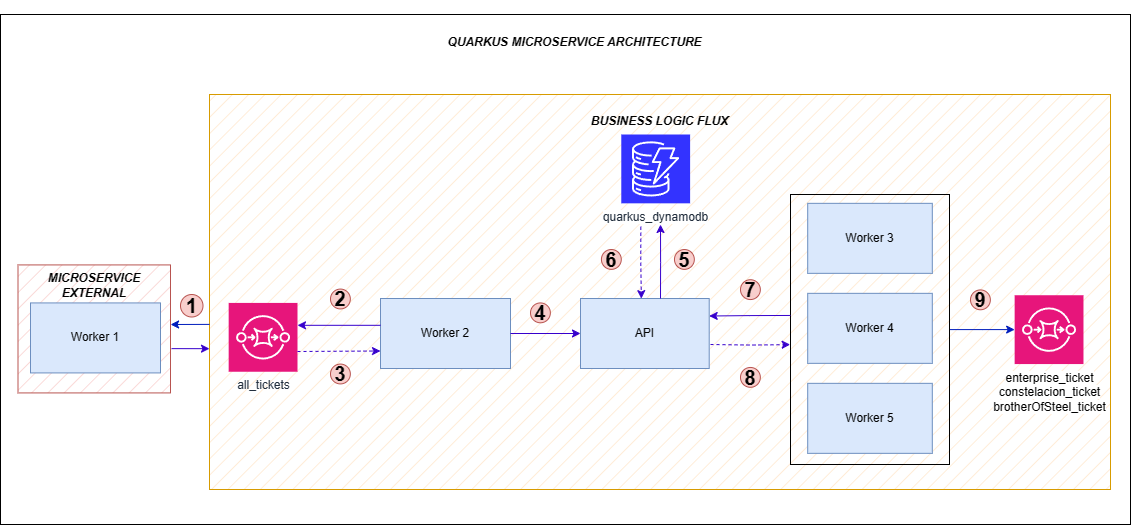 QUARKUS MICROSERVICE ARCHITECTURE
BUSINESS LOGIC FLUX
quarkus_dynamodb
6
5
MICROSERVICE
EXTERNAL
Worker 1
1
all_tickets
2
3
Worker 2
4
API
7
8
Worker 3
Worker 4
Worker 5
9
enterprise_ticket
constelacion_ticket
brotherOfSteel_ticket